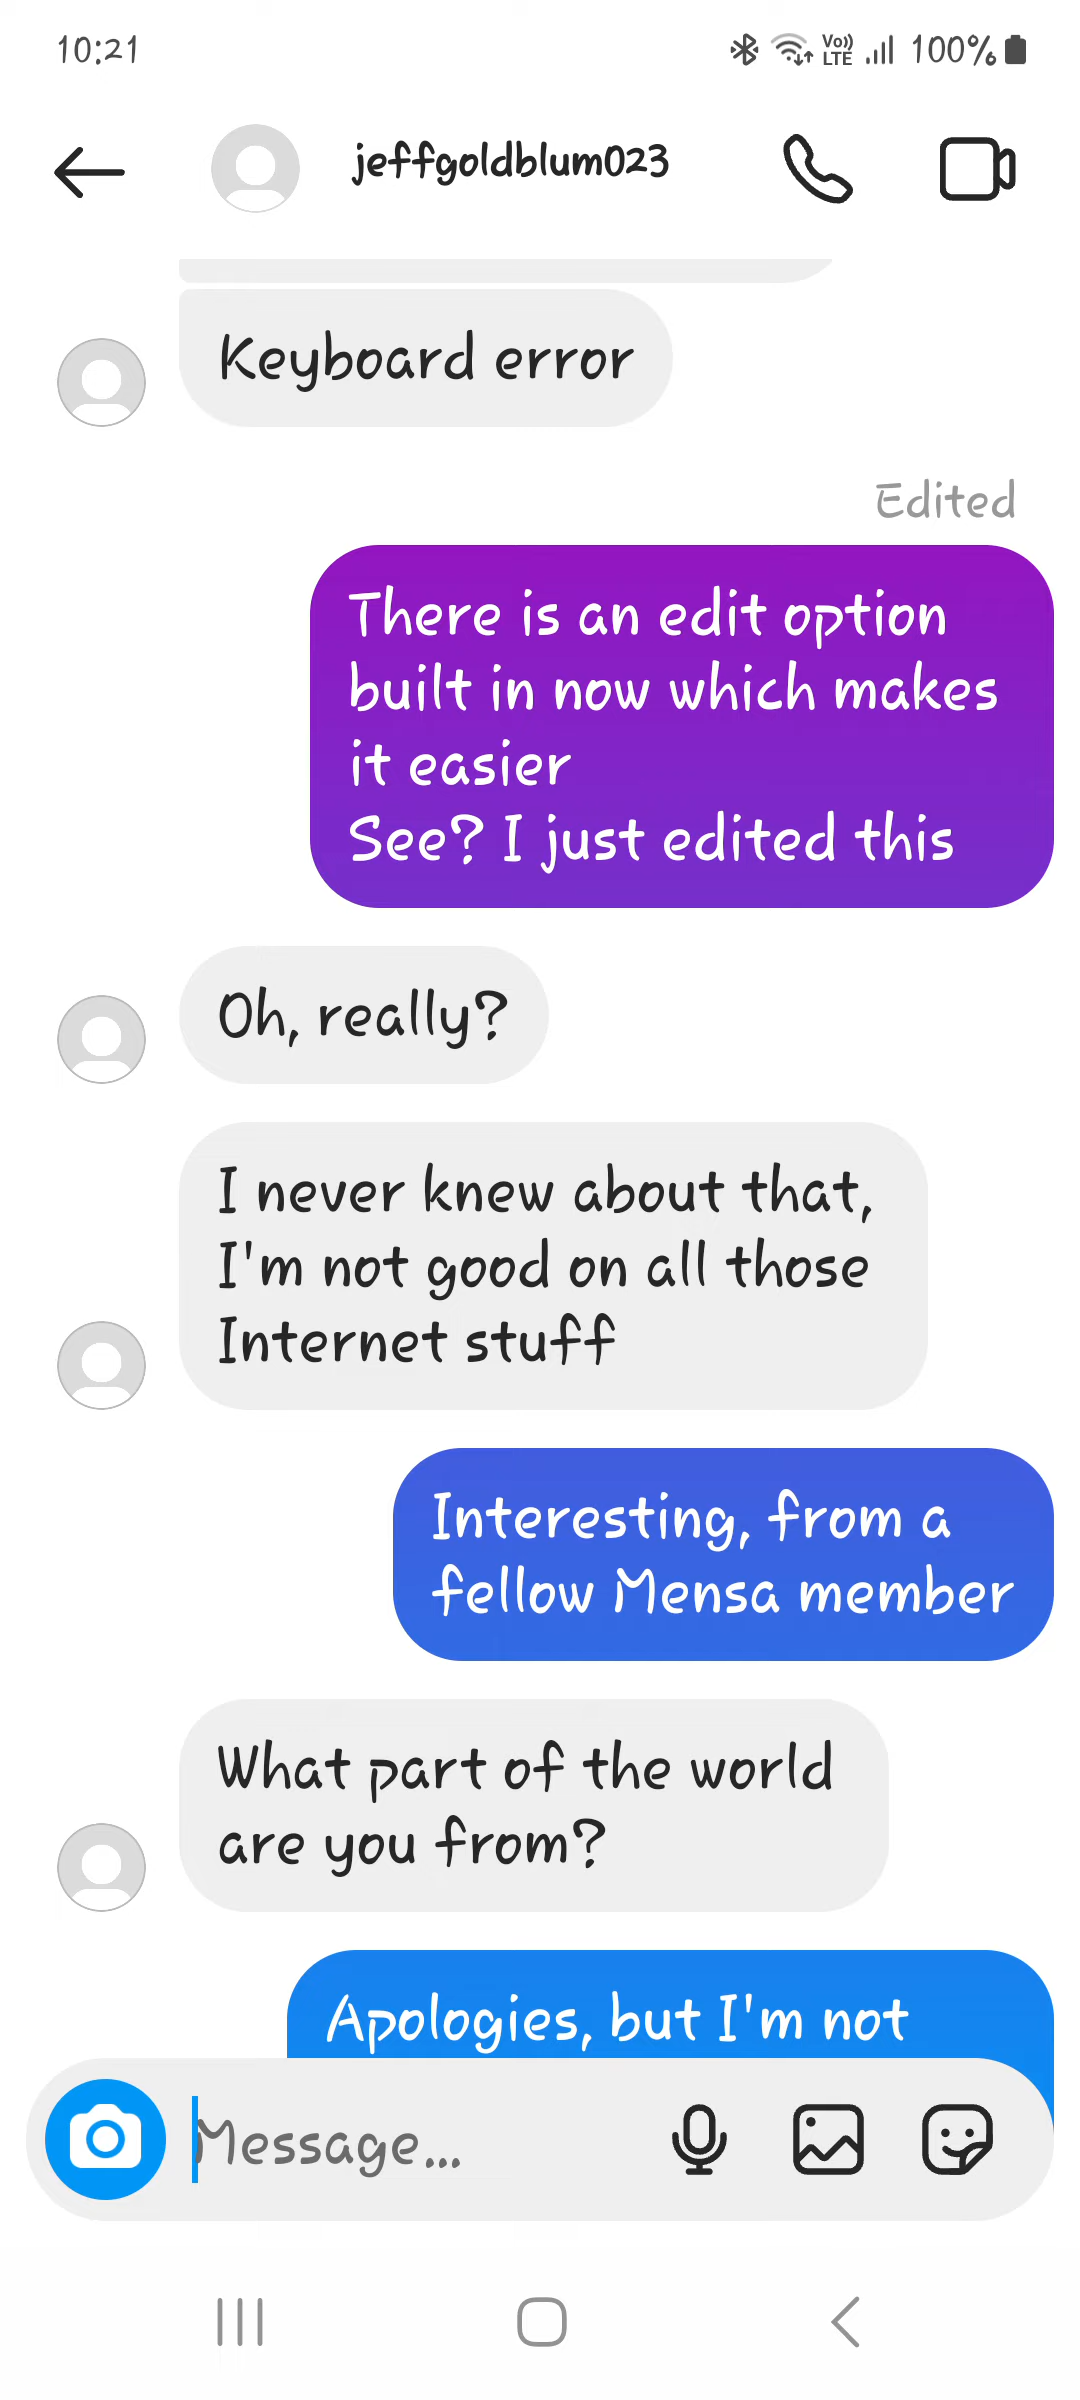 10:21
Vo)) LTE 100%
jeffgoldblum023
Keyboard error
Edited
There is an edit option
built in now which makes
it easier
See? I just edited this
Oh, really?
I never knew about that,
I'm not good on all those
Internet stuff
Interesting, from a
fellow Mensa member
What part of the world
are you from?
Apologies, but I'm not
Message...